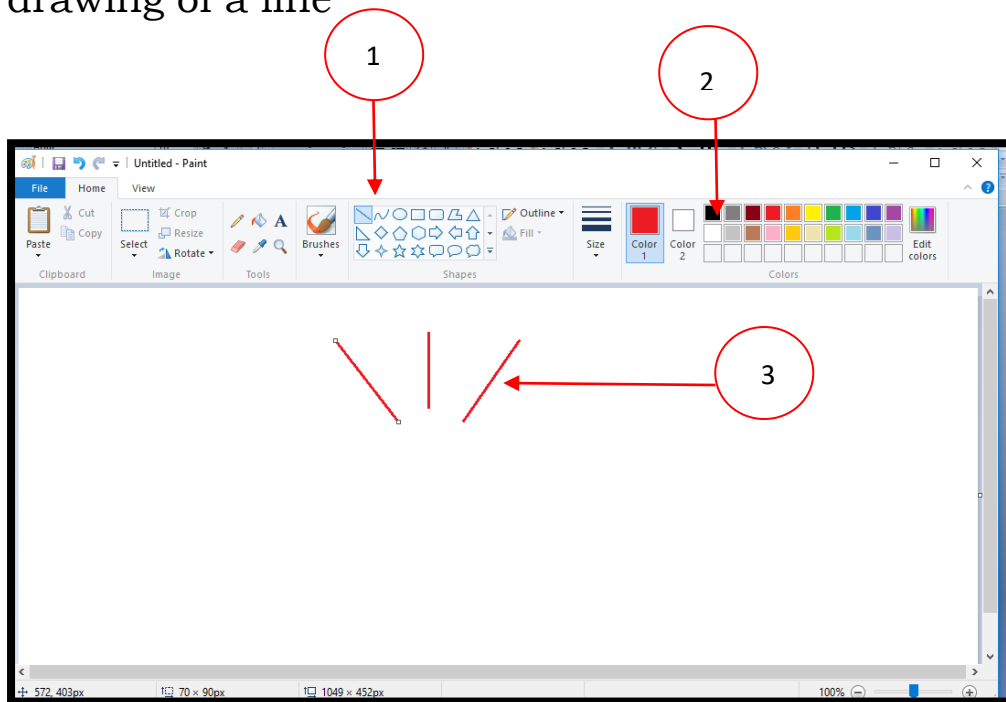 drawing of a line
1
2
Untitled - Paint
File Home View
Cut
Copy
Paste
Clipboard
Select
Crop
Resize
Rotate
Image
A
Tools
Brushes
Outline
Fill
Shapes
Size
Color 1
Color 2
Edit colors
Colors
3
572, 403px
70 × 90px
1049 × 452px
100%